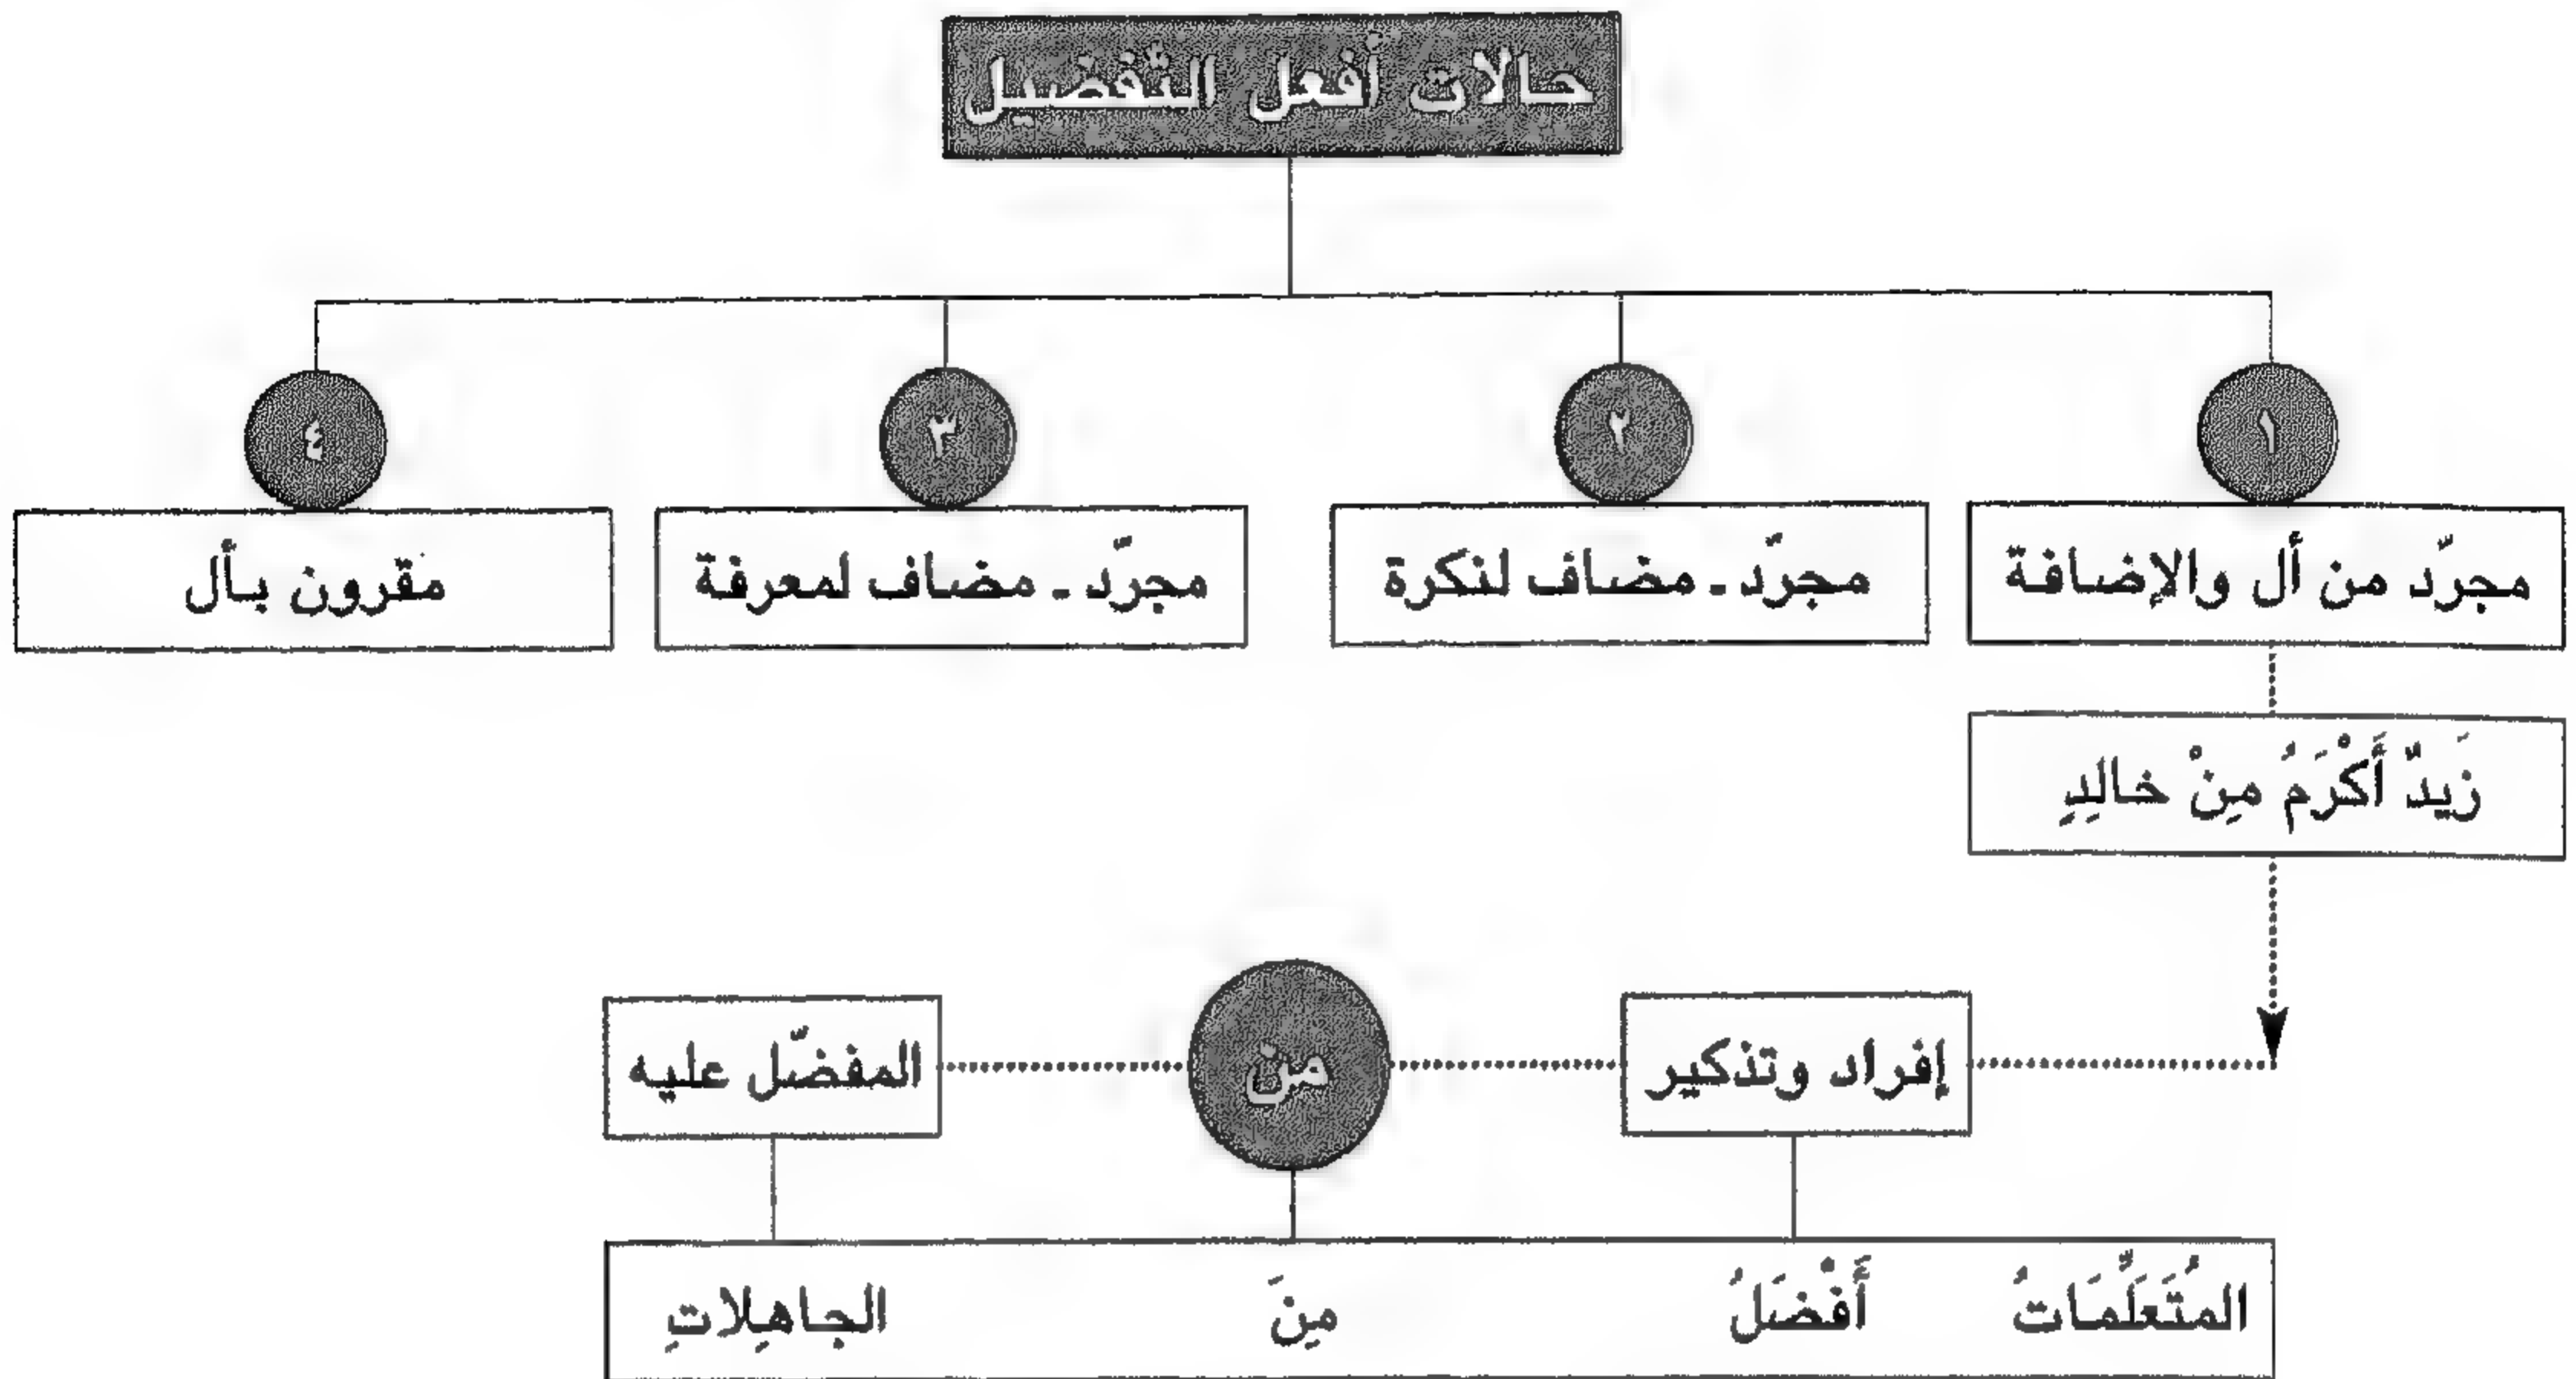 حالات أفعل التفضيل
١
٢
٣
٤
مجرّد من أل والإضافة
مجرّد - مضاف لنكرة
مجرّد - مضاف لمعرفة
مقرون بأل
زَيدٌ أَكْرَمُ مِنْ خالِدٍ
إفراد وتذكير
من
المفضّل عليه
المُتَعَلِّمَاتُ أَفْضَلُ مِنَ الجاهِلاتِ